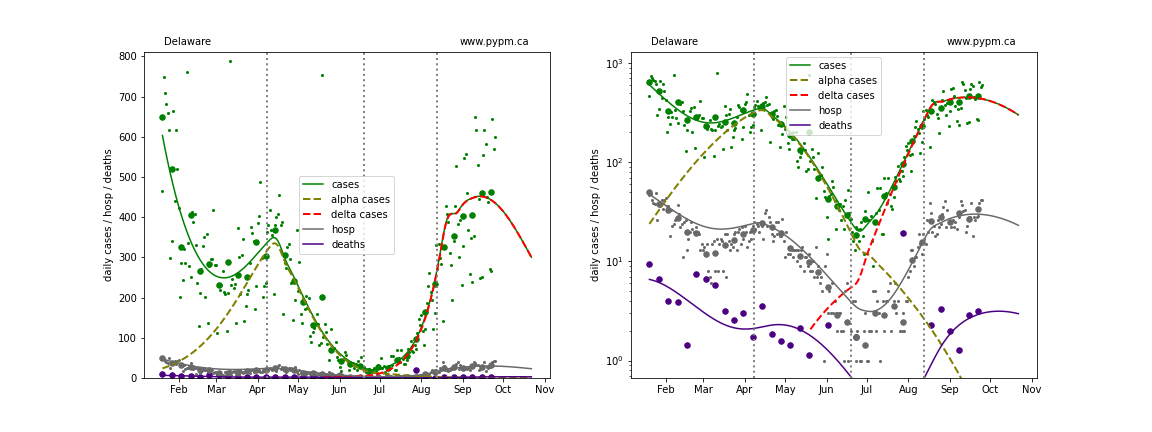 Delaware www.pypm.ca
800
700
600
500
400
300
200
100
0
daily cases / hosp / deaths
cases
alpha cases
delta cases
hosp
deaths
Feb Mar Apr May Jun Jul Aug Sep Oct Nov
Delaware www.pypm.ca
10³
10²
10¹
10⁰
daily cases / hosp / deaths
cases
alpha cases
delta cases
hosp
deaths
Feb Mar Apr May Jun Jul Aug Sep Oct Nov